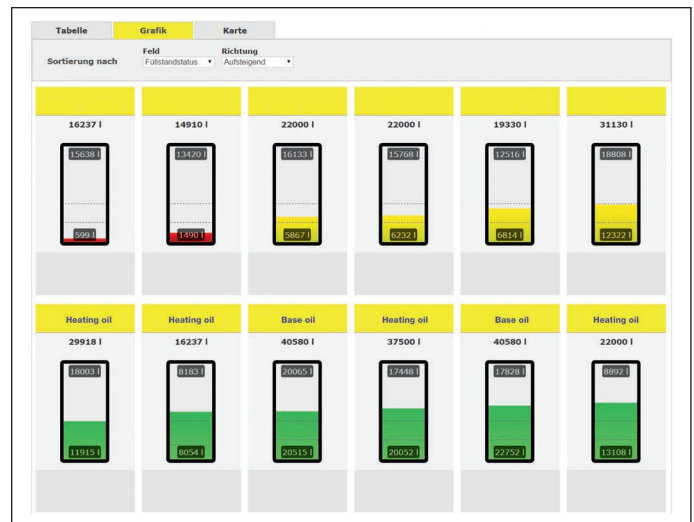 Tabelle Grafik Karte
Feld Richtung
Sortierung nach Füllstandstatus Aufsteigend
16237 l 14910 l 22000 l 22000 l 19330 l 31130 l
15638 l 13420 l 16133 l 15768 l 12516 l 18808 l
599 l 1490 l 5867 l 6232 l 6814 l 12322 l
Heating oil Heating oil Base oil Heating oil Base oil Heating oil
29918 l 16237 l 40580 l 37500 l 40580 l 22000 l
18003 l 8183 l 20065 l 17448 l 17828 l 8892 l
11915 l 8054 l 20515 l 20052 l 22752 l 13108 l